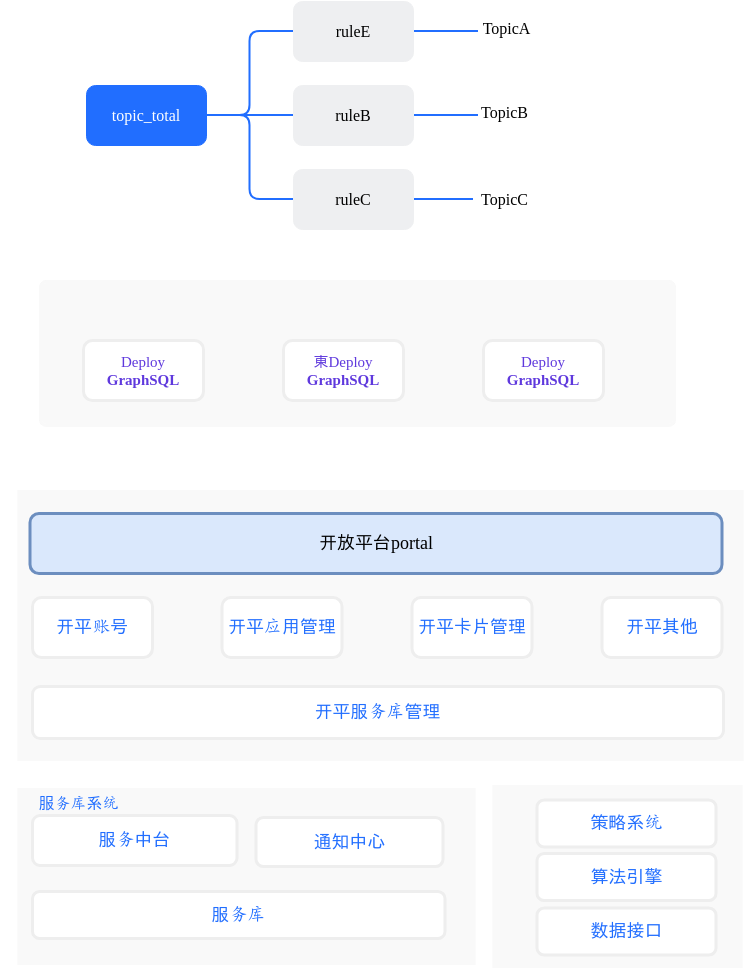 ruleE
TopicA
topic_total
ruleB
TopicB
ruleC
TopicC
Deploy
GraphSQL
東Deploy
GraphSQL
Deploy
GraphSQL
开放平台portal
开平账号
开平应用管理
开平卡片管理
开平其他
开平服务库管理
服务库系统
服务中台
通知中心
服务库
策略系统
算法引擎
数据接口